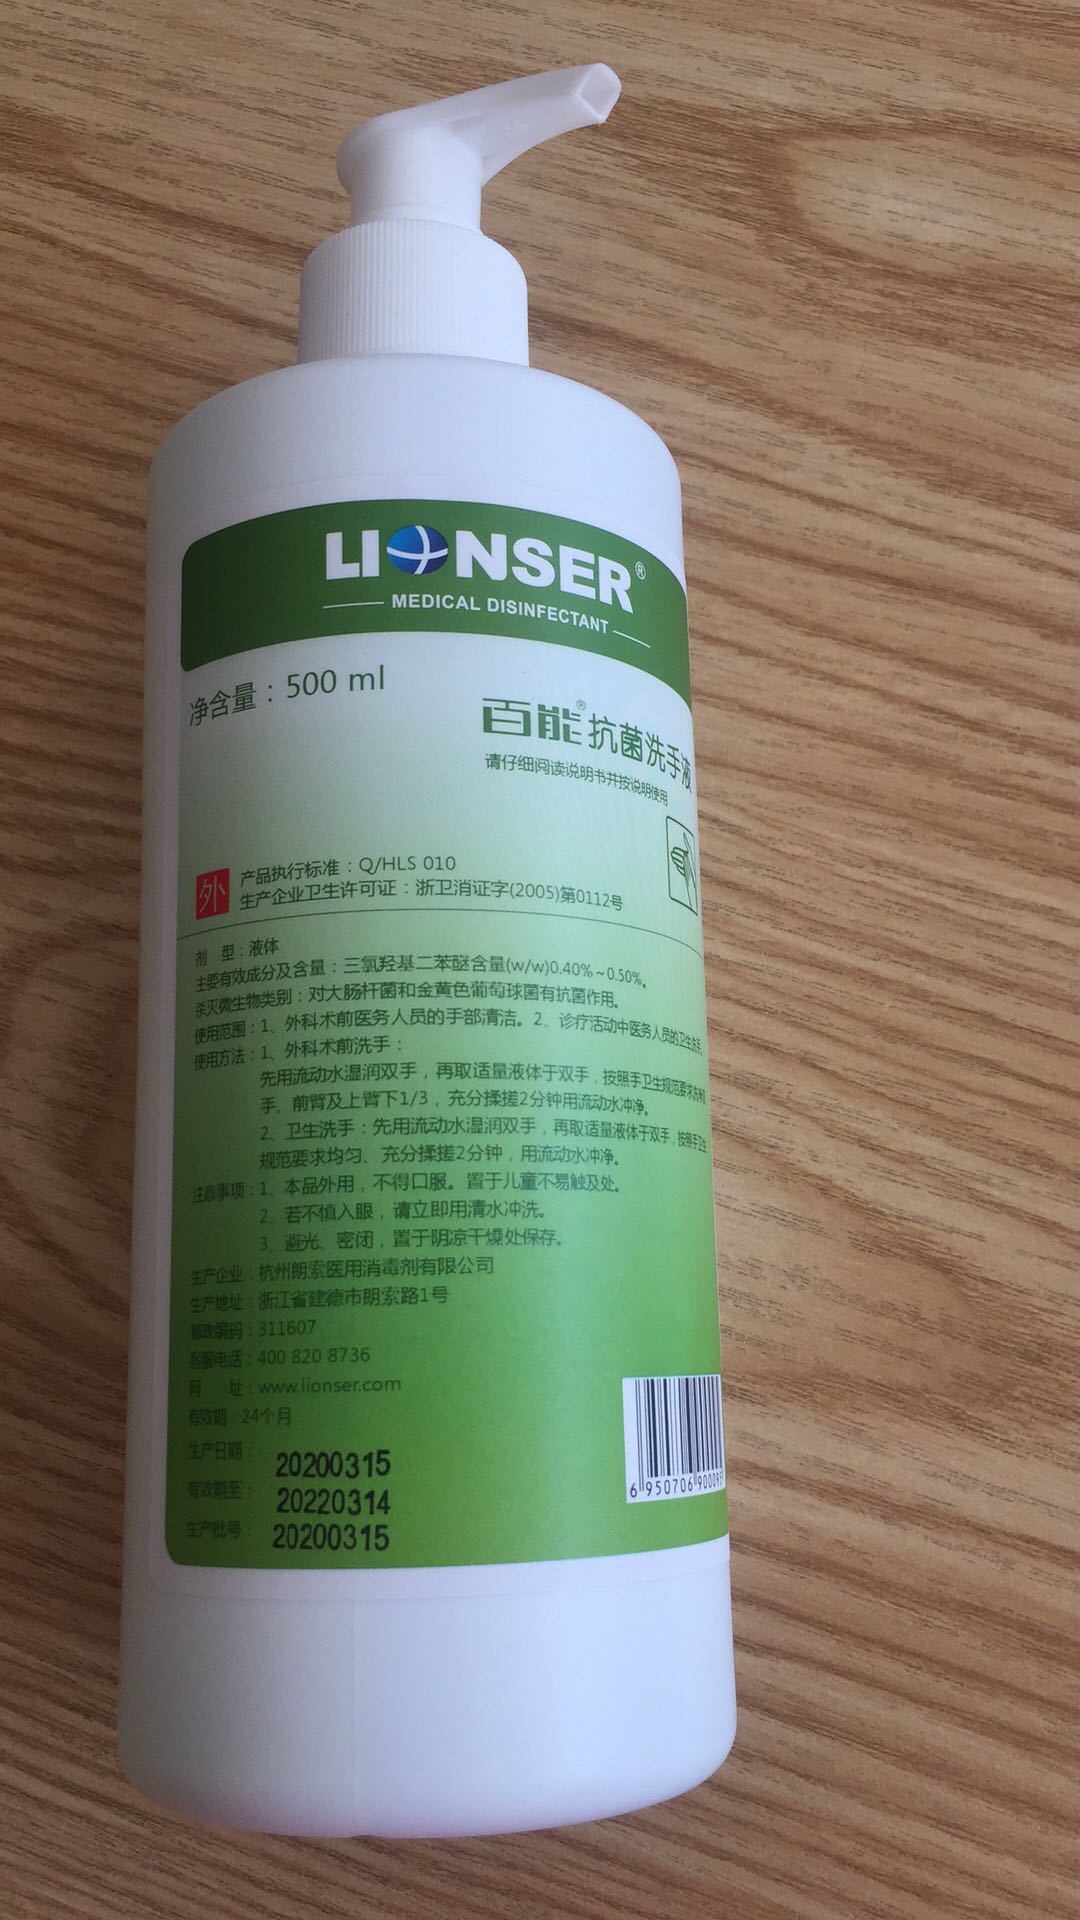 LIONSER®
MEDICAL DISINFECTANT
净含量：500 ml
百能®抗菌洗手液
请仔细阅读说明书并按说明使用
外
产品执行标准：Q/HLS 010
生产企业卫生许可证：浙卫消证字(2005)第0112号
剂 型：液体
主要有效成分及含量：三氯羟基二苯醚含量(w/w)0.40%~0.50%。
杀灭微生物类别：对大肠杆菌和金黄色葡萄球菌有抗菌作用。
使用范围：1、外科术前医务人员的手部清洁。2、诊疗活动中医务人员的卫生洗手。
使用方法：1、外科术前洗手：
先用流动水湿润双手，再取适量液体于双手，按照手卫生规范要求洗净双
手、前臂及上臂下1/3，充分揉搓2分钟用流动水冲净。
2、卫生洗手：先用流动水湿润双手，再取适量液体于双手，按照手卫生
规范要求均匀、充分揉搓2分钟，用流动水冲净。
注意事项：1、本品外用，不得口服。置于儿童不易触及处。
2、若不慎入眼，请立即用清水冲洗。
3、避光、密闭，置于阴凉干燥处保存。
生产企业：杭州朗索医用消毒剂有限公司
生产地址：浙江省建德市朗索路1号
邮政编码：311607
客服电话：400 820 8736
网 址：www.lionser.com
有效期：24个月
生产日期：20200315
有效期至：20220314
生产批号：20200315
6 950706 900095